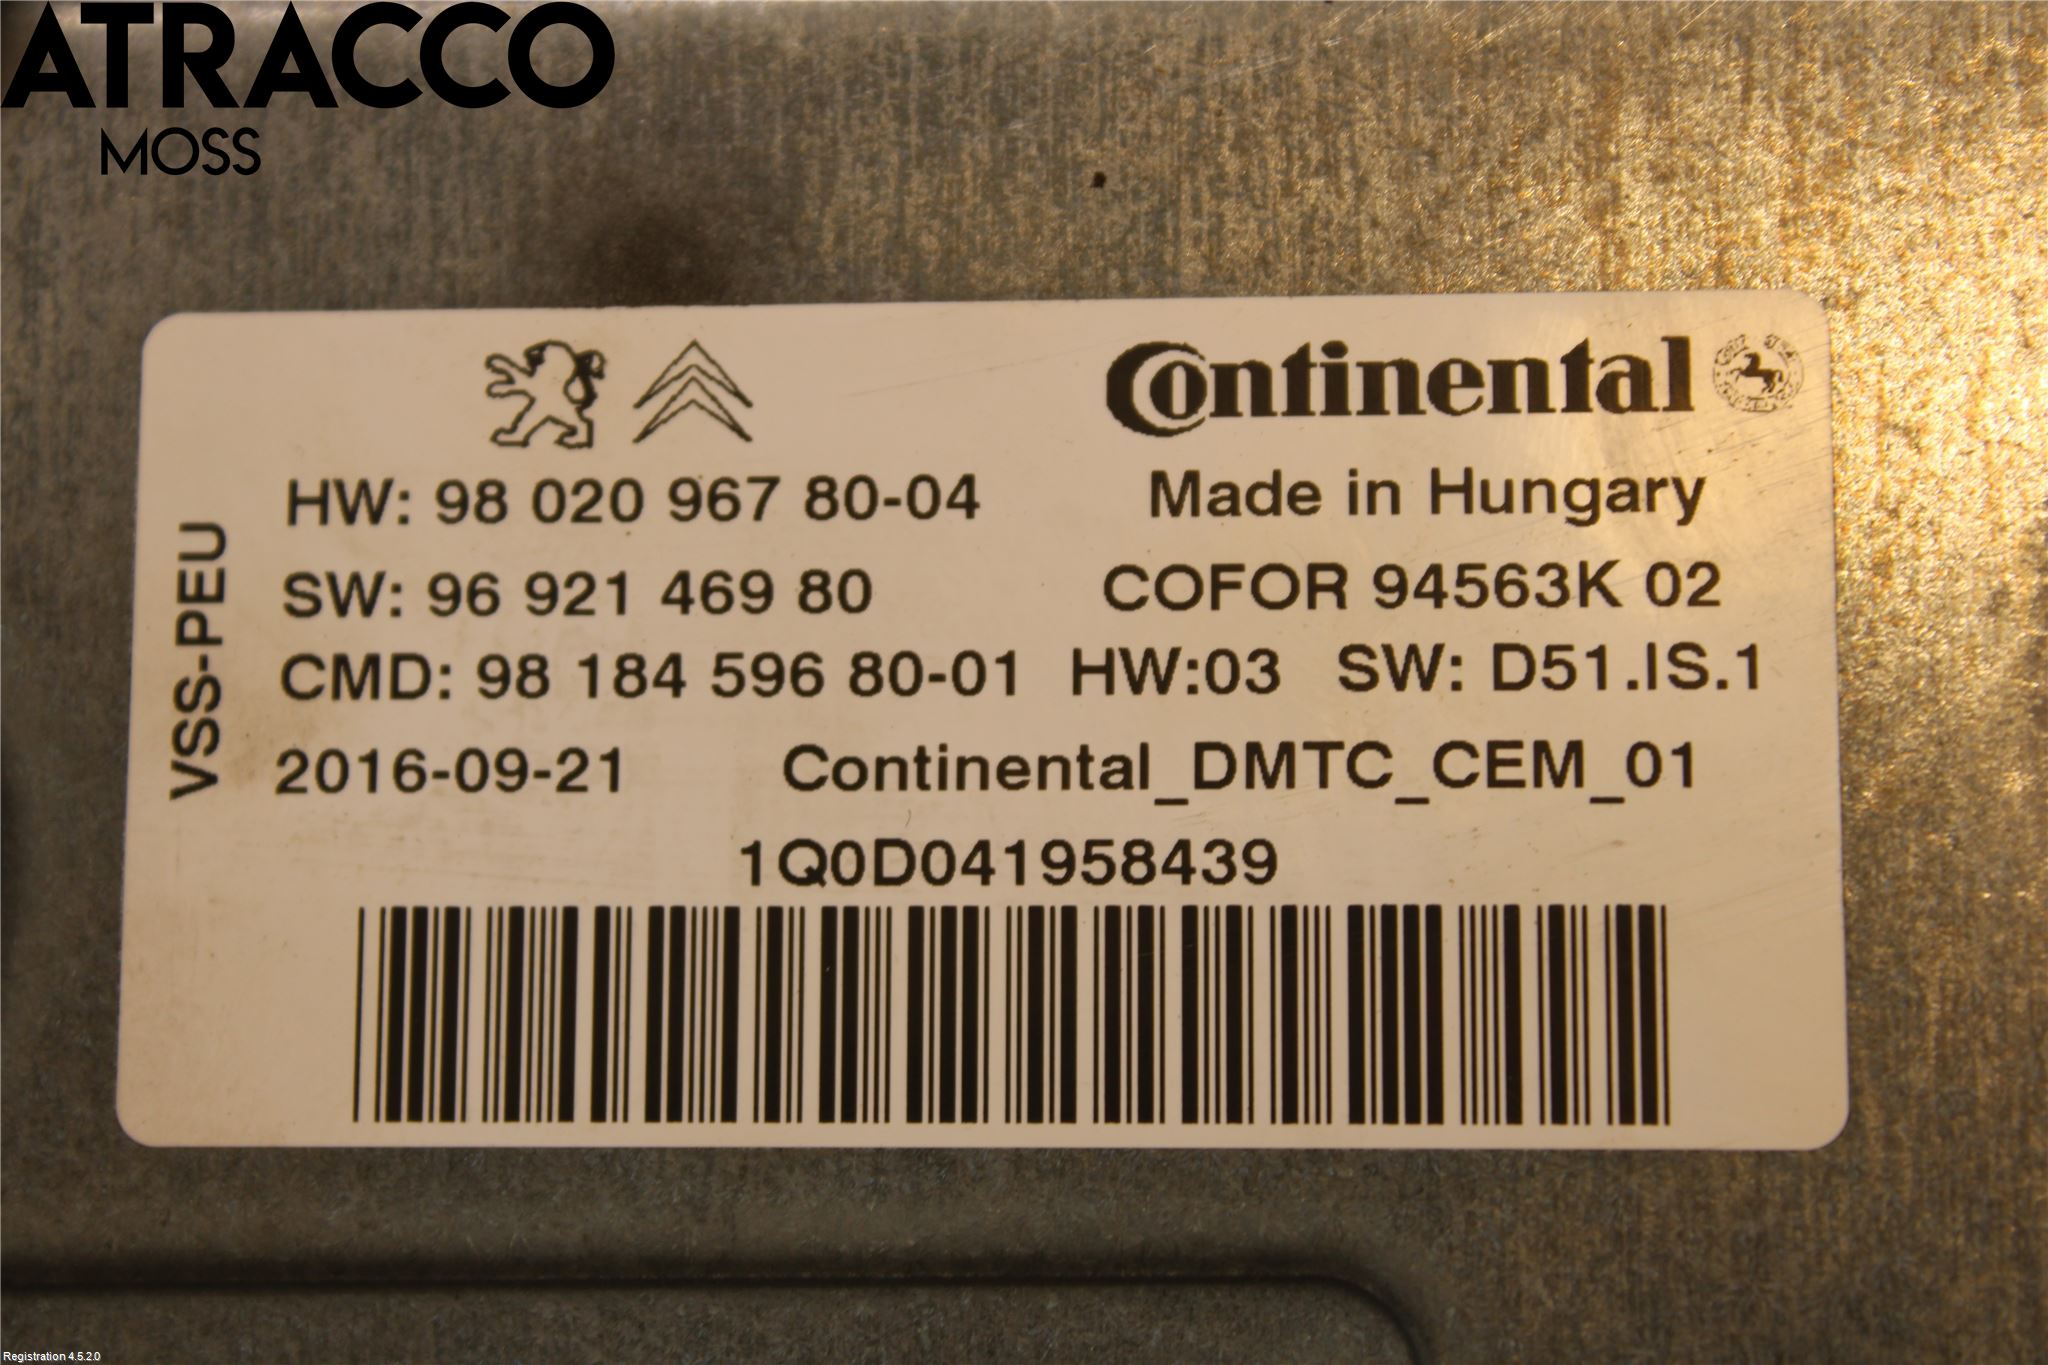 ATRACCO
MOSS
Continental
HW: 98 020 967 80-04
Made in Hungary
SW: 96 921 469 80
COFOR 94563K 02
CMD: 98 184 596 80-01 HW:03 SW: D51.IS.1
2016-09-21 Continental_DMTC_CEM_01
VSS-PEU
1Q0D041958439
Registration 4.5.2.0